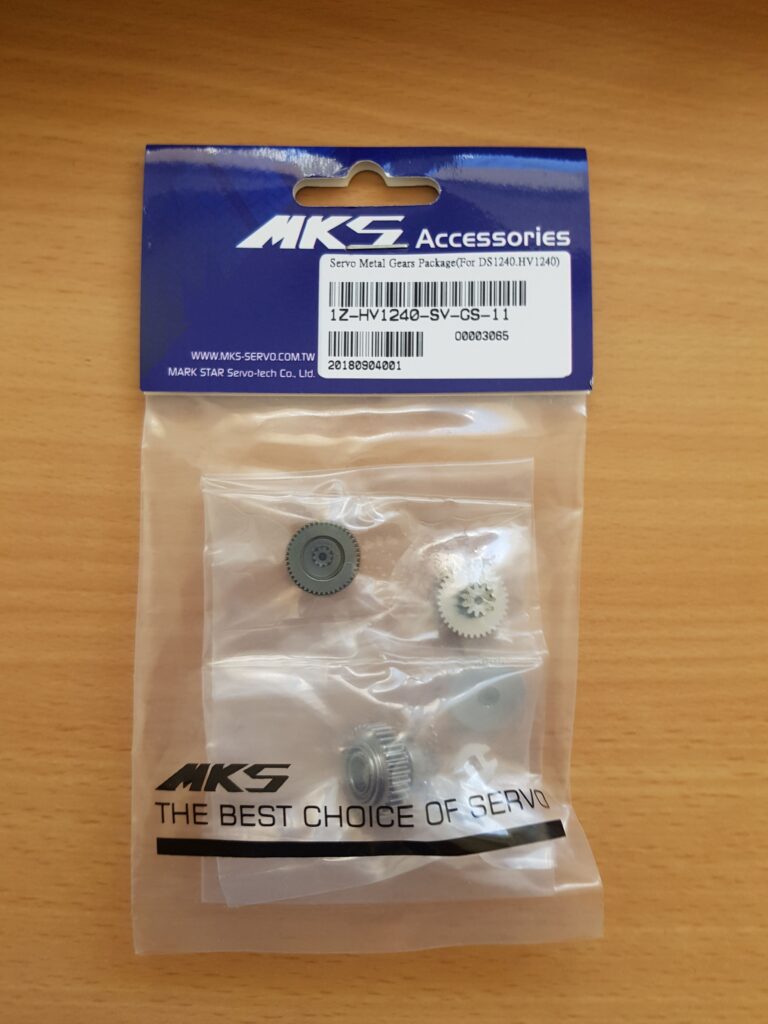 MKS Accessories
Servo Metal Gears Package(For DS1240.HV1240)
1Z-HV1240-SV-GS-11
00003065
20180904001
WWW.MKS-SERVO.COM.TW
MARK STAR Servo-tech Co., Ltd.
MKS
THE BEST CHOICE OF SERVO